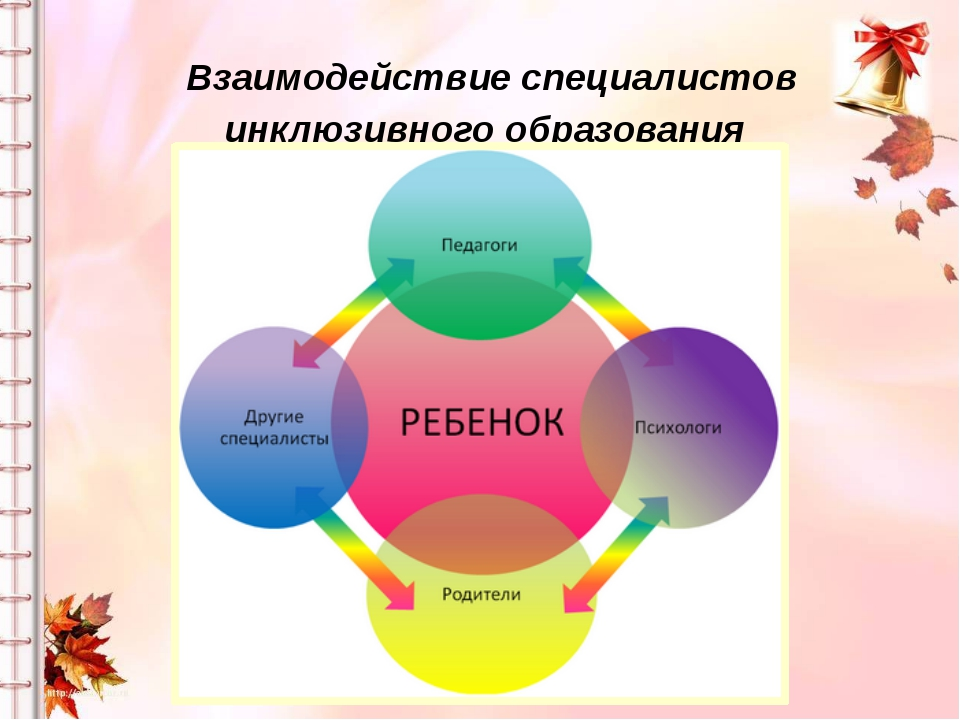 Взаимодействие специалистов
инклюзивного образования
Педагоги
Другие
специалисты
РЕБЕНОК
Психологи
Родители